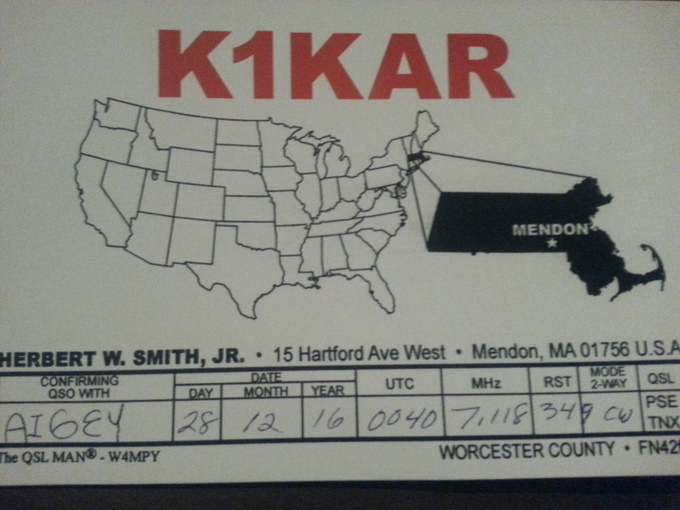 K1KAR
MENDON
HERBERT W. SMITH, JR. • 15 Hartford Ave West • Mendon, MA 01756 U.S.A
CONFIRMING QSO WITH DATE DAY MONTH YEAR UTC MHz RST MODE 2-WAY QSL
AI6EY 28 12 16 0040 7.118 349 CW PSE TNX
The QSL MAN® - W4MPY WORCESTER COUNTY • FN42